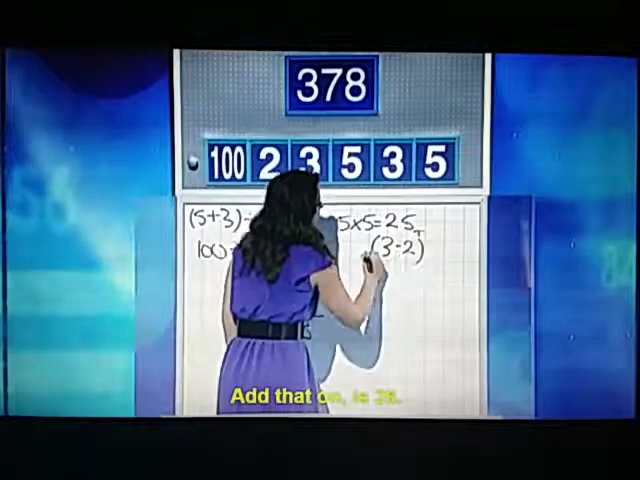 378
100 2 3 5 3 5
(5+3)
5x5=25
100
+
(3-2)
Add that on, is 26.